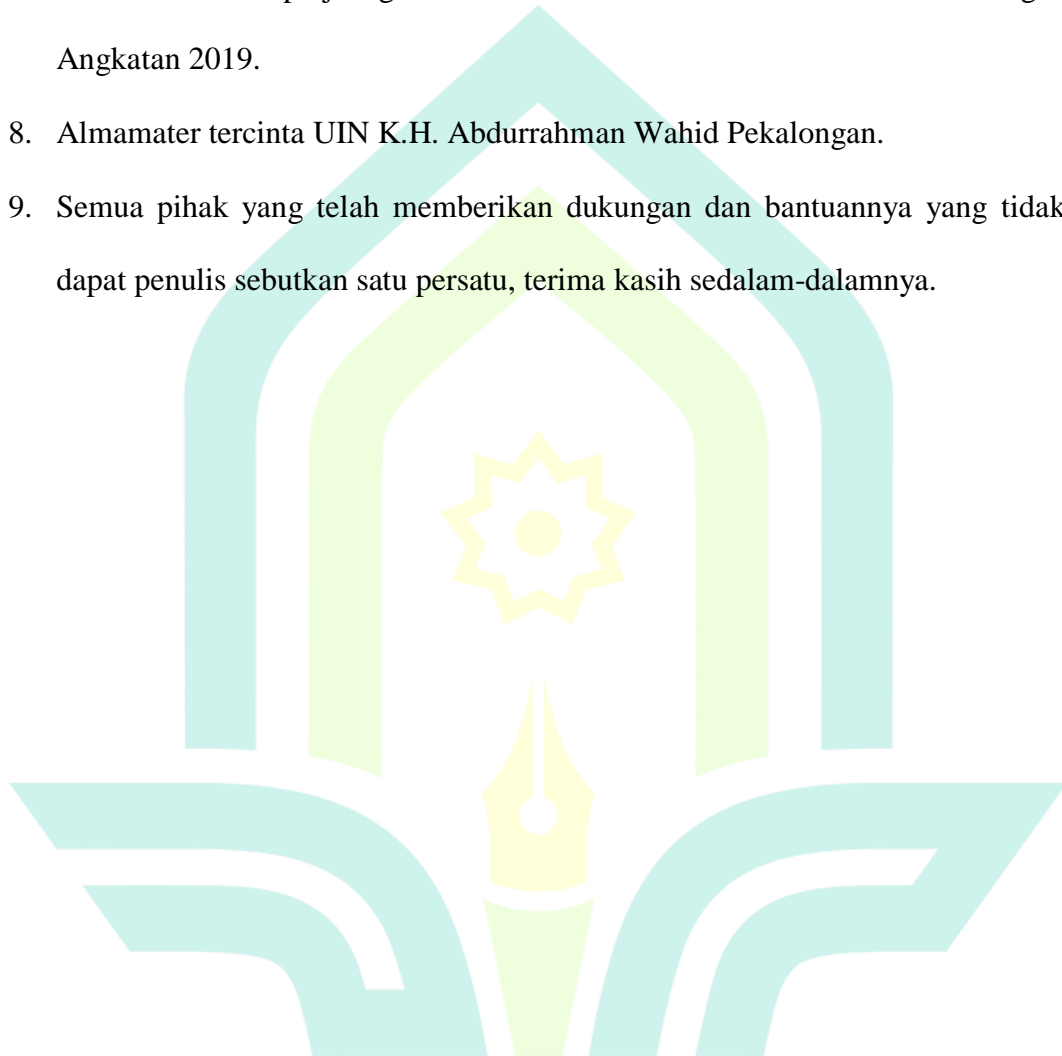 Angkatan 2019.
8. Almamater tercinta UIN K.H. Abdurrahman Wahid Pekalongan.
9. Semua pihak yang telah memberikan dukungan dan bantuannya yang tidak
dapat penulis sebutkan satu persatu, terima kasih sedalam-dalamnya.